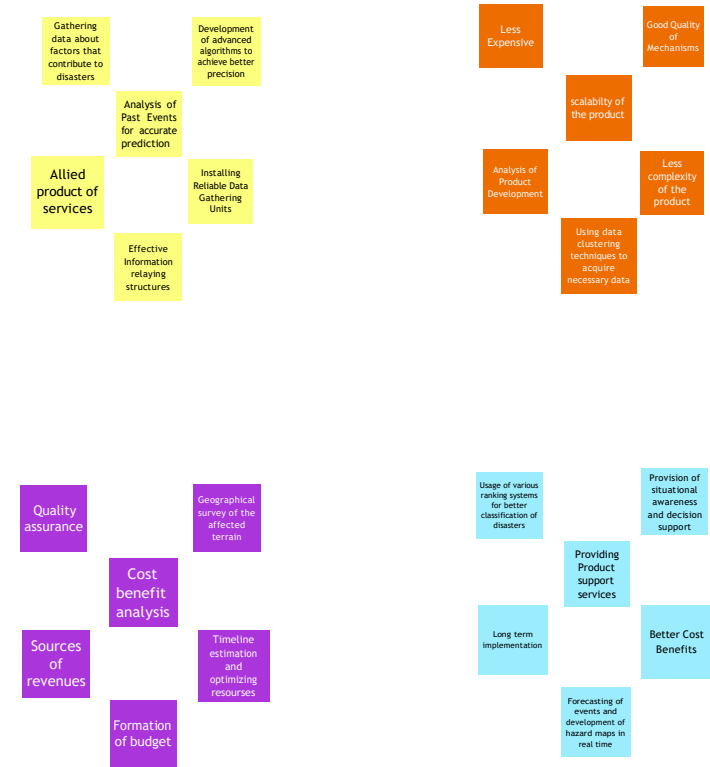 Gathering
data about
factors that
contribute to
disasters
Development
of advanced
algorithms to
achieve better
precision
Analysis of
Past Events
for accurate
prediction
Allied
product of
services
Installing
Reliable Data
Gathering
Units
Effective
Information
relaying
structures
Less
Expensive
Good Quality
of
Mechanisms
scalabilty of
the product
Analysis of
Product
Development
Less
complexity
of the
product
Using data
clustering
techniques to
acquire
necessary data
Quality
assurance
Geographical
survey of the
affected
terrain
Cost
benefit
analysis
Sources
of
revenues
Timeline
estimation
and
optimizing
resourses
Formation
of budget
Usage of various
ranking systems
for better
classification of
disasters
Provision of
situational
awareness
and decision
support
Providing
Product
support
services
Long term
implementation
Better Cost
Benefits
Forecasting of
events and
development of
hazard maps in
real time